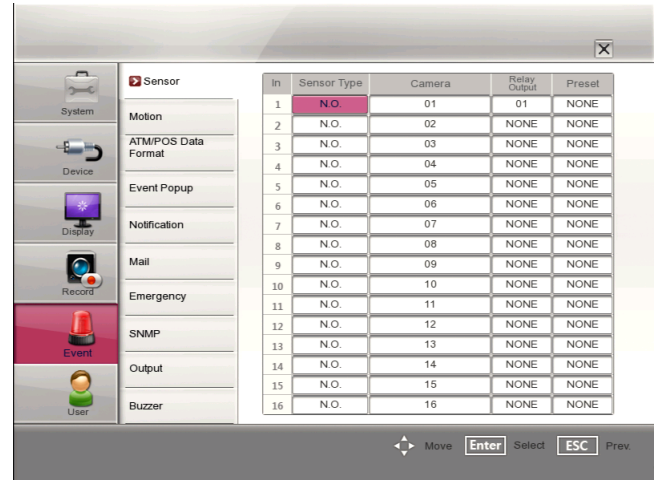 System
Device
Display
Record
Event
User
Sensor
Motion
ATM/POS Data
Format
Event Popup
Notification
Mail
Emergency
SNMP
Output
Buzzer
In Sensor Type Camera Relay Output Preset
1 N.O. 01 01 NONE
2 N.O. 02 NONE NONE
3 N.O. 03 NONE NONE
4 N.O. 04 NONE NONE
5 N.O. 05 NONE NONE
6 N.O. 06 NONE NONE
7 N.O. 07 NONE NONE
8 N.O. 08 NONE NONE
9 N.O. 09 NONE NONE
10 N.O. 10 NONE NONE
11 N.O. 11 NONE NONE
12 N.O. 12 NONE NONE
13 N.O. 13 NONE NONE
14 N.O. 14 NONE NONE
15 N.O. 15 NONE NONE
16 N.O. 16 NONE NONE
Move Enter Select ESC Prev.